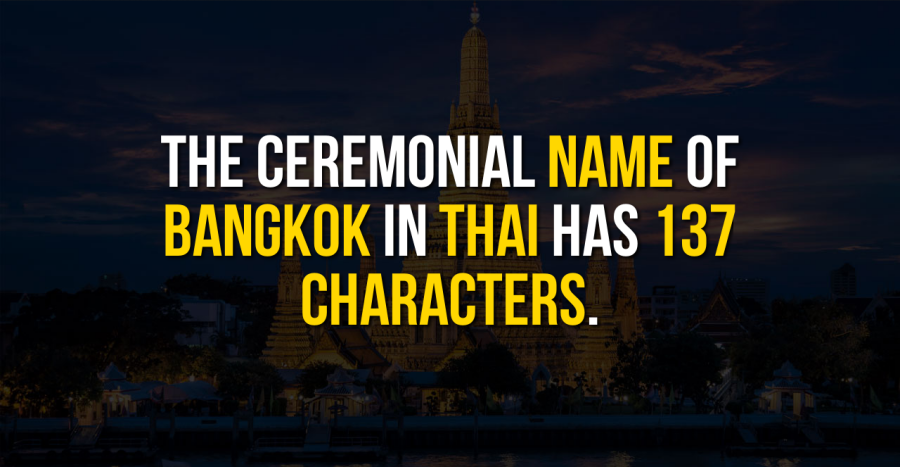 THE CEREMONIAL NAME OF
BANGKOK IN THAI HAS 137
CHARACTERS.